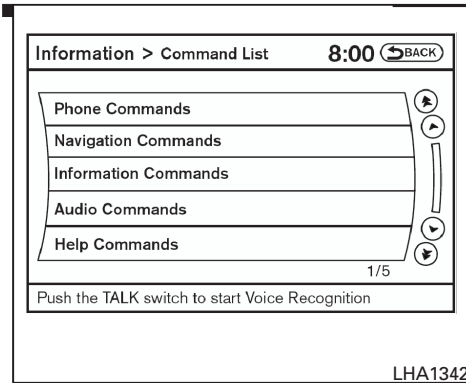 Information > Command List 8:00 BACK
Phone Commands
Navigation Commands
Information Commands
Audio Commands
Help Commands
1/5
Push the TALK switch to start Voice Recognition
LHA1342